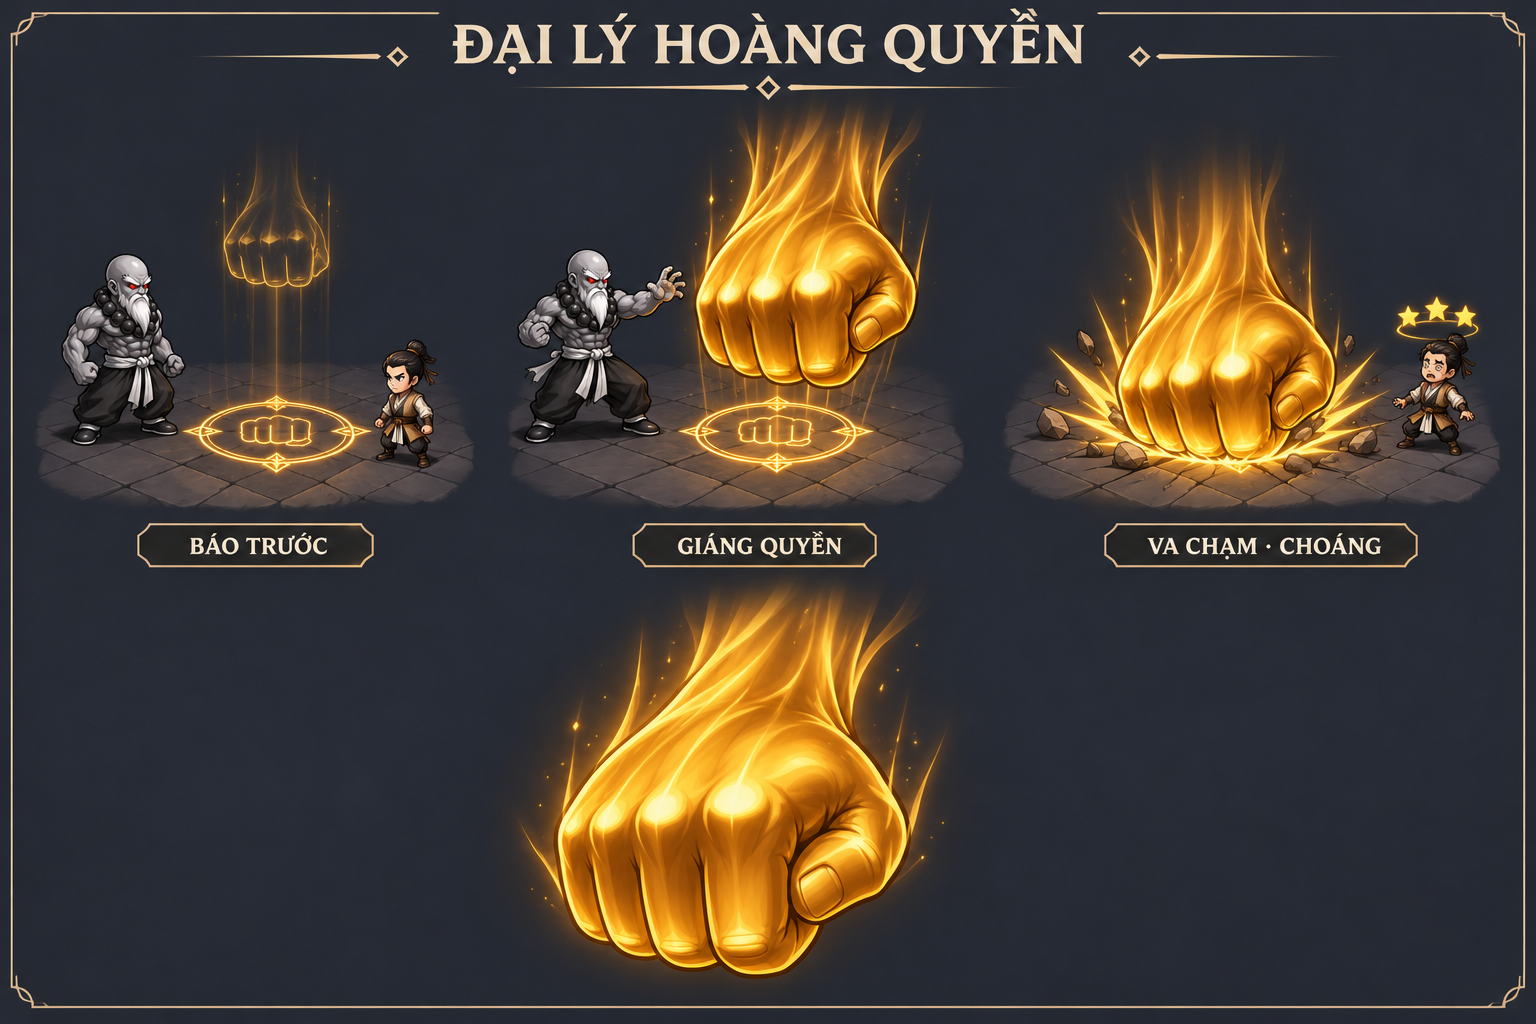 ĐẠI LÝ HOÀNG QUYỀN
BÁO TRƯỚC
GIÁNG QUYỀN
VA CHẠM · CHOÁNG